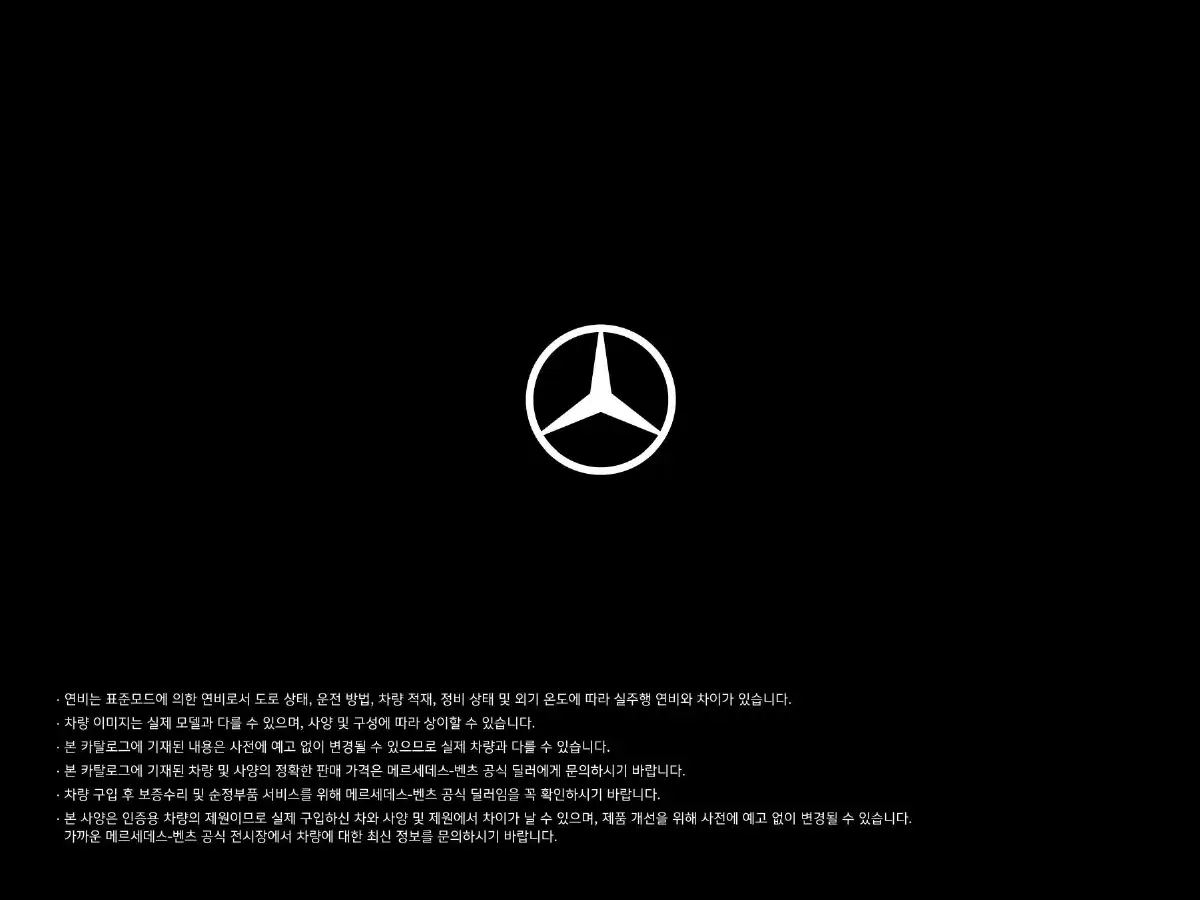 · 연비는 표준모드에 의한 연비로서 도로 상태, 운전 방법, 차량 적재, 정비 상태 및 외기 온도에 따라 실주행 연비와 차이가 있습니다.
· 차량 이미지는 실제 모델과 다를 수 있으며, 사양 및 구성에 따라 상이할 수 있습니다.
· 본 카탈로그에 기재된 내용은 사전에 예고 없이 변경될 수 있으므로 실제 차량과 다를 수 있습니다.
· 본 카탈로그에 기재된 차량 및 사양의 정확한 판매 가격은 메르세데스-벤츠 공식 딜러에게 문의하시기 바랍니다.
· 차량 구입 후 보증수리 및 순정부품 서비스를 위해 메르세데스-벤츠 공식 딜러임을 꼭 확인하시기 바랍니다.
· 본 사양은 인증용 차량의 제원이므로 실제 구입하신 차와 사양 및 제원에서 차이가 날 수 있으며, 제품 개선을 위해 사전에 예고 없이 변경될 수 있습니다.
가까운 메르세데스-벤츠 공식 전시장에서 차량에 대한 최신 정보를 문의하시기 바랍니다.